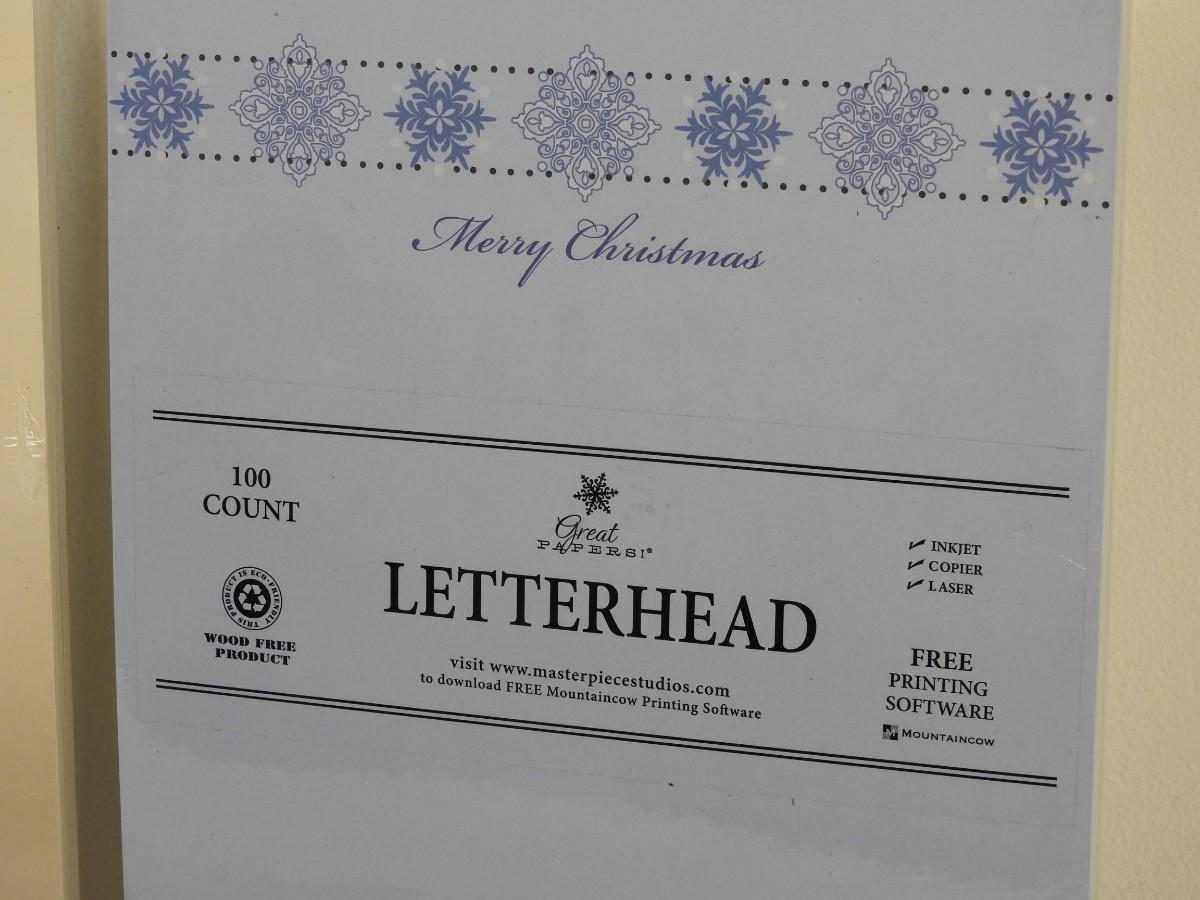 Merry Christmas
100
COUNT
Great
PAPERS!®
LETTERHEAD
visit www.masterpiecestudios.com
to download FREE Mountaincow Printing Software
THIS PRODUCT IS ECO-FRIENDLY
WOOD FREE
PRODUCT
INKJET
COPIER
LASER
FREE
PRINTING
SOFTWARE
M MOUNTAINCOW